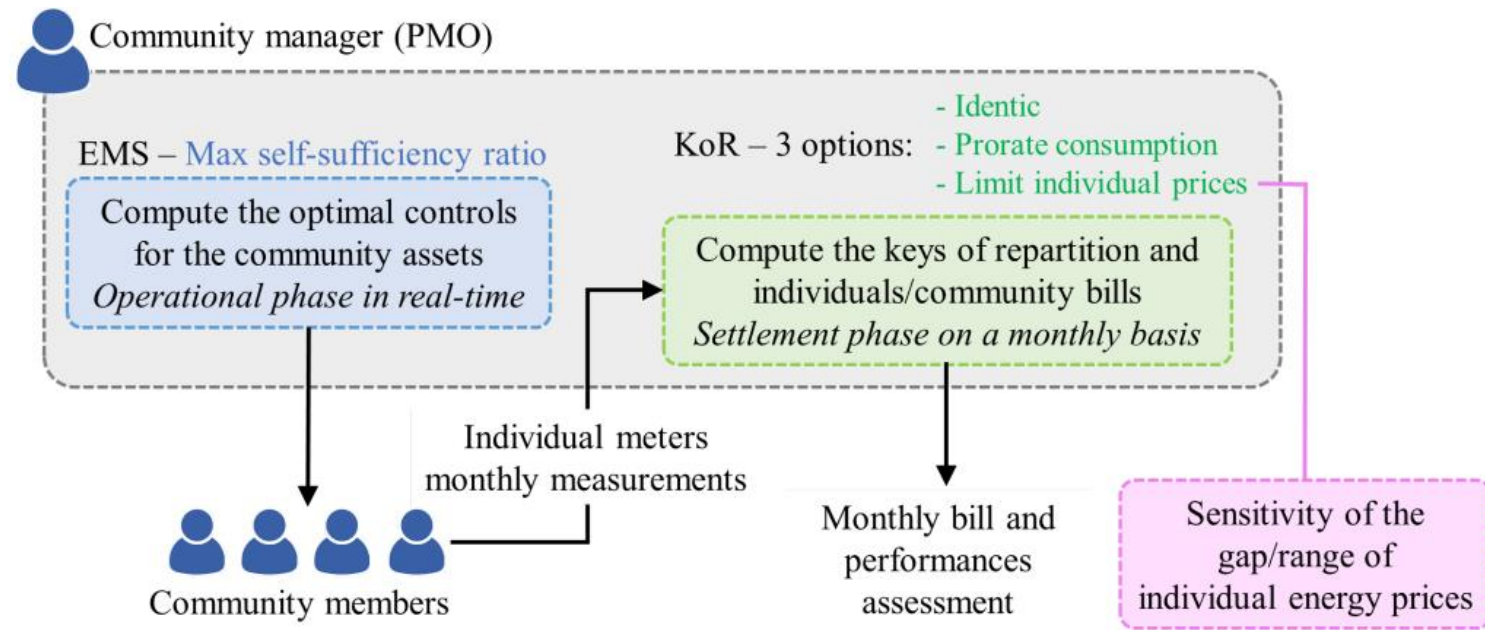 Community manager (PMO)
EMS – Max self-sufficiency ratio
Compute the optimal controls
for the community assets
Operational phase in real-time
KoR – 3 options:
- Identic
- Prorate consumption
- Limit individual prices
Compute the keys of repartition and
individuals/community bills
Settlement phase on a monthly basis
Individual meters
monthly measurements
Community members
Monthly bill and
performances
assessment
Sensitivity of the
gap/range of
individual energy prices